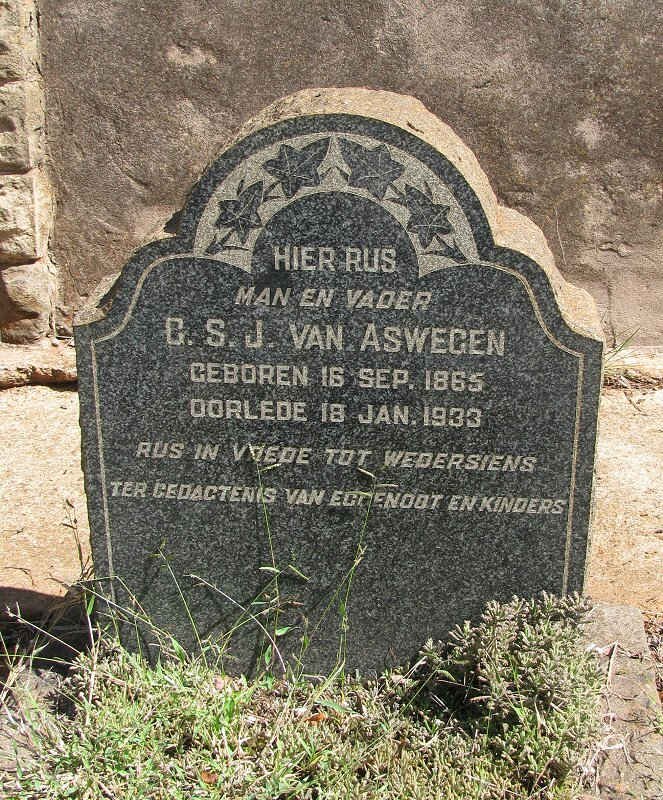 HIER RUS
MAN EN VADER
G. S. J. VAN ASWEGEN
GEBOREN 16 SEP. 1865
OORLEDE 18 JAN. 1933
RUS IN VREDE TOT WEDERSIENS
TER GEDACTENIS VAN EGGENOOT EN KINDERS